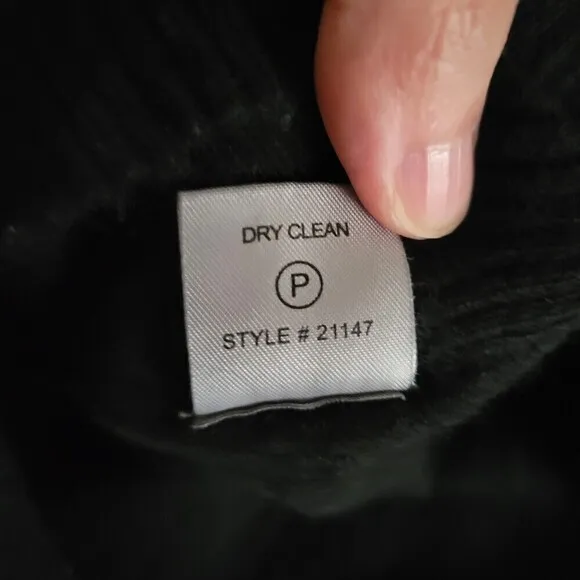 DRY CLEAN
P
STYLE # 21147